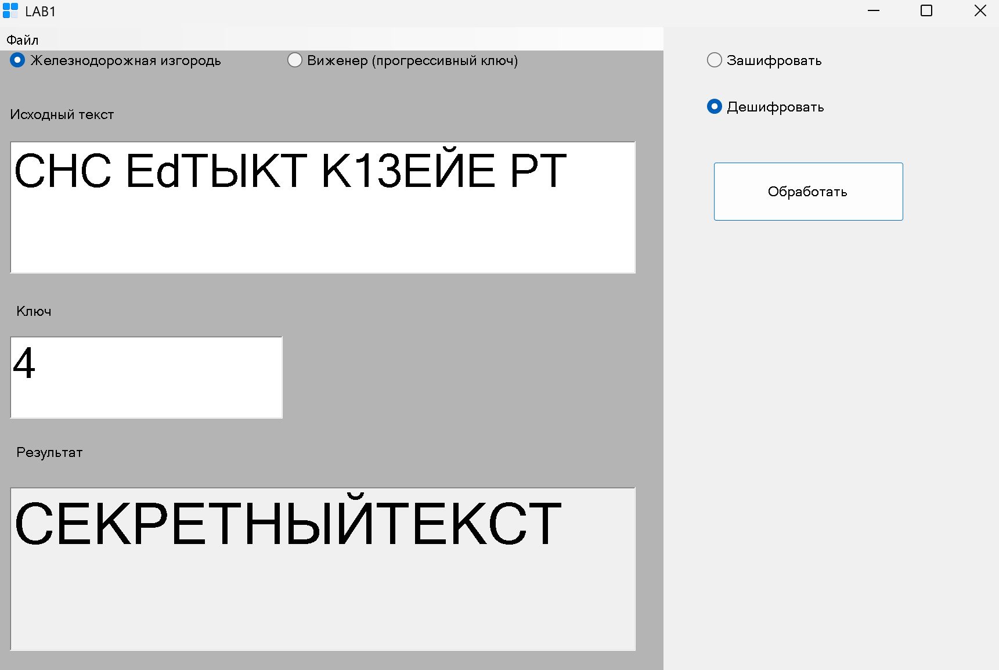 LAB1
Файл
Железнодорожная изгородь
Виженер (прогрессивный ключ)
Зашифровать
Дешифровать
Исходный текст
СНС EdТЫКТ К13ЕЙЕ РТ
Обработать
Ключ
4
Результат
СЕКРЕТНЫЙТЕКСТ